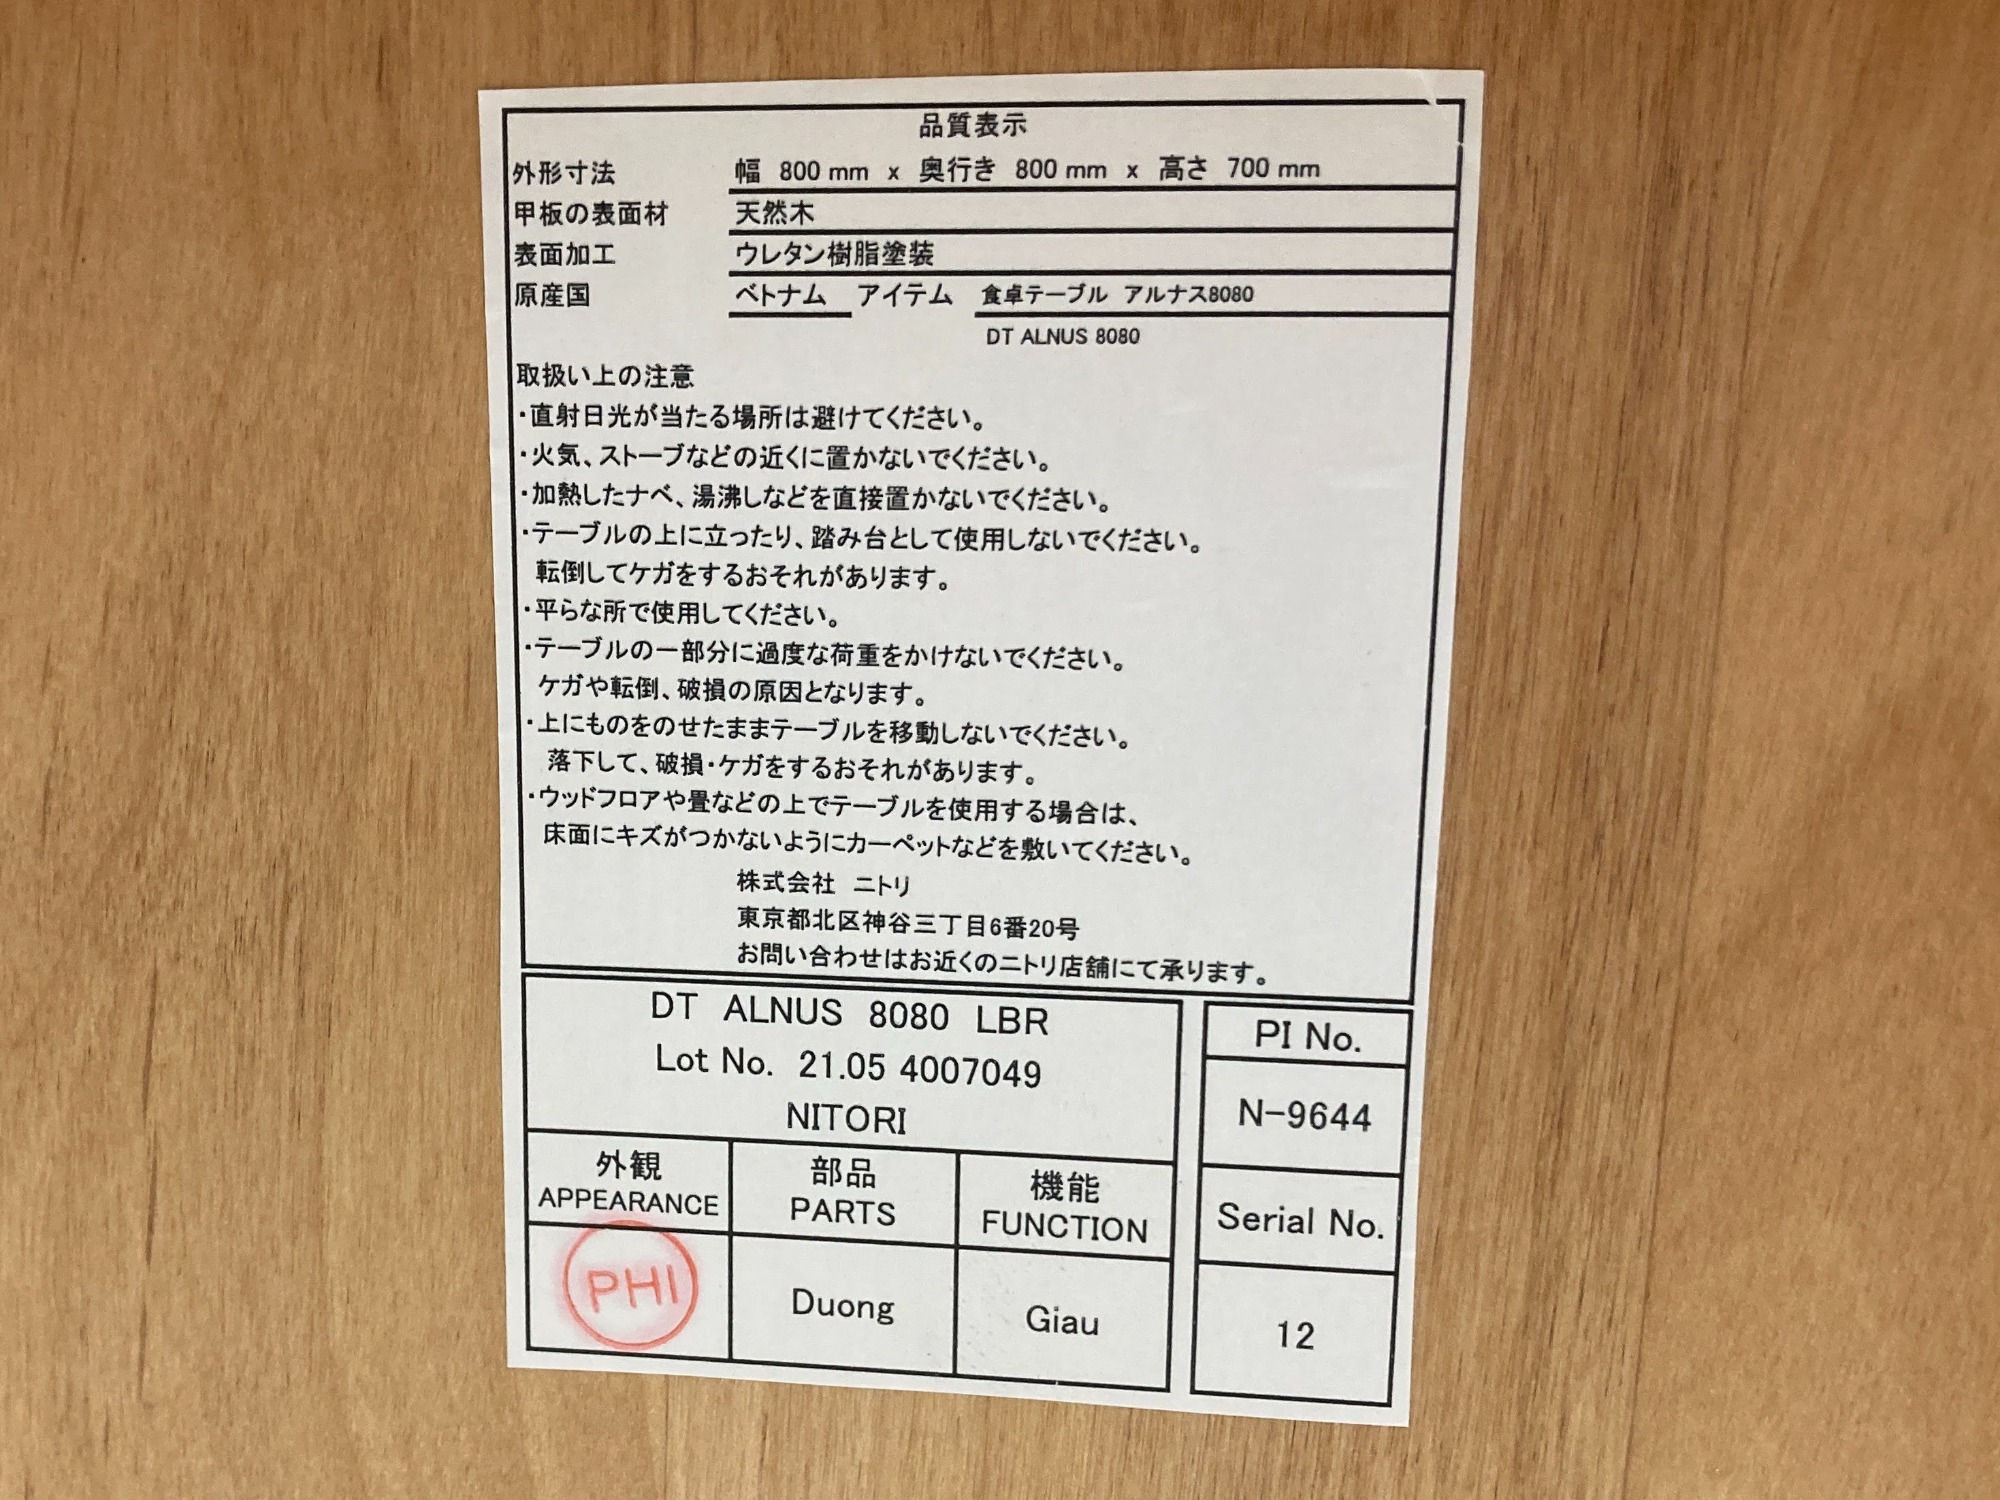 品質表示
外形寸法 幅 800 mm x 奥行き 800 mm x 高さ 700 mm
甲板の表面材 天然木
表面加工 ウレタン樹脂塗装
原産国 ベトナム アイテム 食卓テーブル アルナス8080
DT ALNUS 8080
取扱い上の注意
・直射日光が当たる場所は避けてください。
・火気、ストーブなどの近くに置かないでください。
・加熱したナベ、湯沸しなどを直接置かないでください。
・テーブルの上に立ったり、踏み台として使用しないでください。
転倒してケガをするおそれがあります。
・平らな所で使用してください。
・テーブルの一部分に過度な荷重をかけないでください。
ケガや転倒、破損の原因となります。
・上にものをのせたままテーブルを移動しないでください。
落下して、破損・ケガをするおそれがあります。
・ウッドフロアや畳などの上でテーブルを使用する場合は、
床面にキズがつかないようにカーペットなどを敷いてください。
株式会社 ニトリ
東京都北区神谷三丁目6番20号
お問い合わせはお近くのニトリ店舗にて承ります。
DT ALNUS 8080 LBR
Lot No. 21.05 4007049
NITORI
PI No.
N-9644
外観 部品 機能
APPEARANCE PARTS FUNCTION
Serial No.
PHI Duong Giau
12